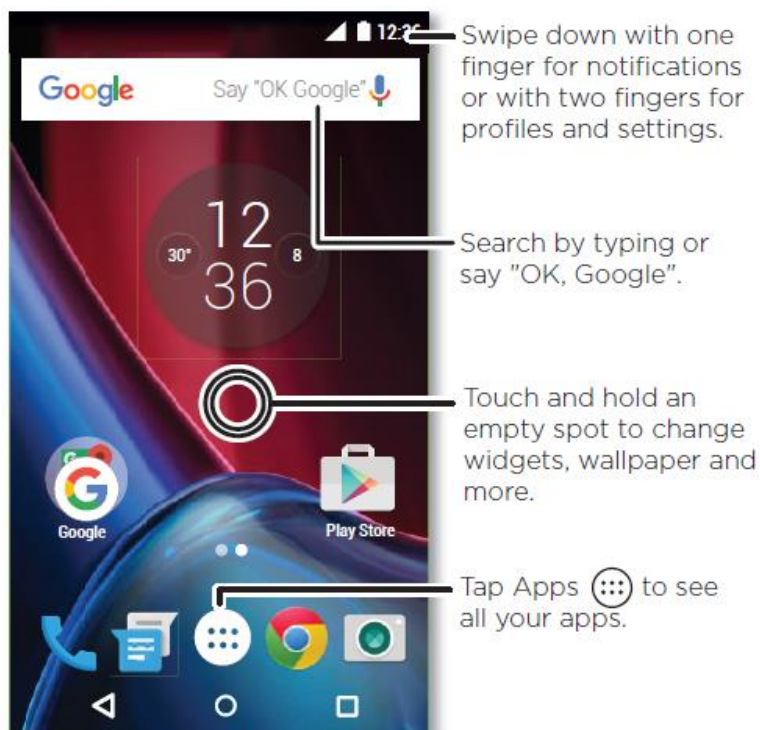 12:36
Swipe down with one
finger for notifications
or with two fingers for
profiles and settings.
Google Say "OK Google"
12
30° 8
36
Search by typing or
say "OK, Google".
Touch and hold an
empty spot to change
widgets, wallpaper and
more.
G
Google
Play Store
Tap Apps to see
all your apps.